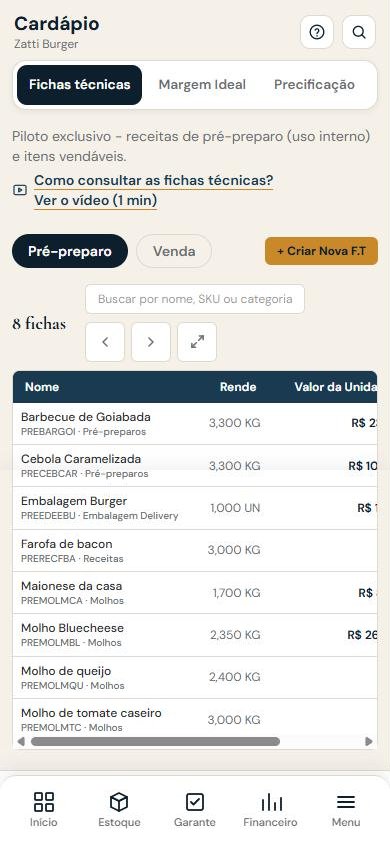 Cardápio
Zatti Burger
Fichas técnicas Margem Ideal Precificação
Piloto exclusivo - receitas de pré-preparo (uso interno)
e itens vendáveis.
Como consultar as fichas técnicas?
Ver o vídeo (1 min)
Pré-preparo Venda + Criar Nova F.T
Buscar por nome, SKU ou categoria
8 fichas
Nome Rende Valor da Unida
Barbecue de Goiabada 3,300 KG R$ 2
PREBARGOI · Pré-preparos
Cebola Caramelizada 3,300 KG R$ 10
PRECEBCAR · Pré-preparos
Embalagem Burger 1,000 UN R$ 1
PREEDEEBU · Embalagem Delivery
Farofa de bacon 3,000 KG
PRERECFBA · Receitas
Maionese da casa 1,700 KG R$
PREMOLMCA · Molhos
Molho Bluecheese 2,350 KG R$ 26
PREMOLMBL · Molhos
Molho de queijo 2,400 KG
PREMOLMQU · Molhos
Molho de tomate caseiro 3,000 KG
PREMOLMTC · Molhos
Início Estoque Garante Financeiro Menu